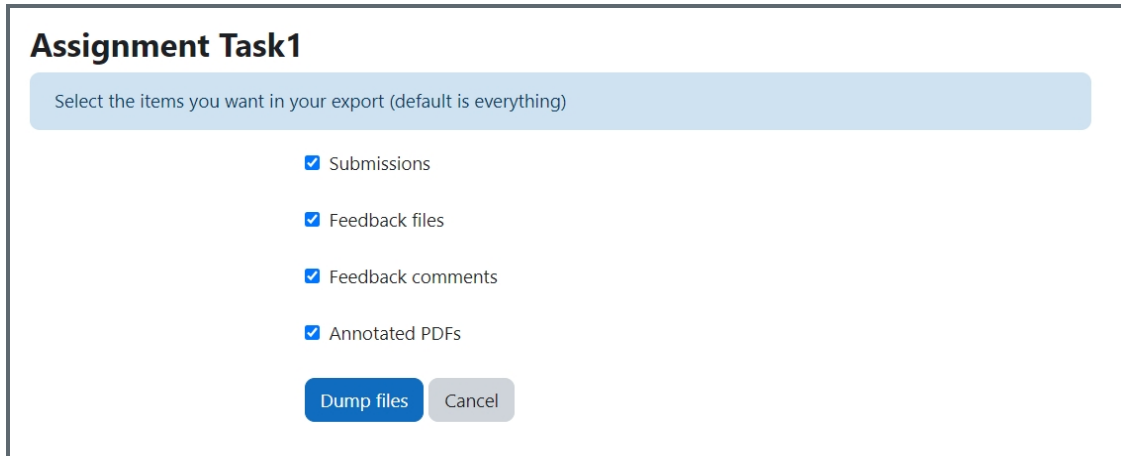 Assignment Task1
Select the items you want in your export (default is everything)
Submissions
Feedback files
Feedback comments
Annotated PDFs
Dump files Cancel